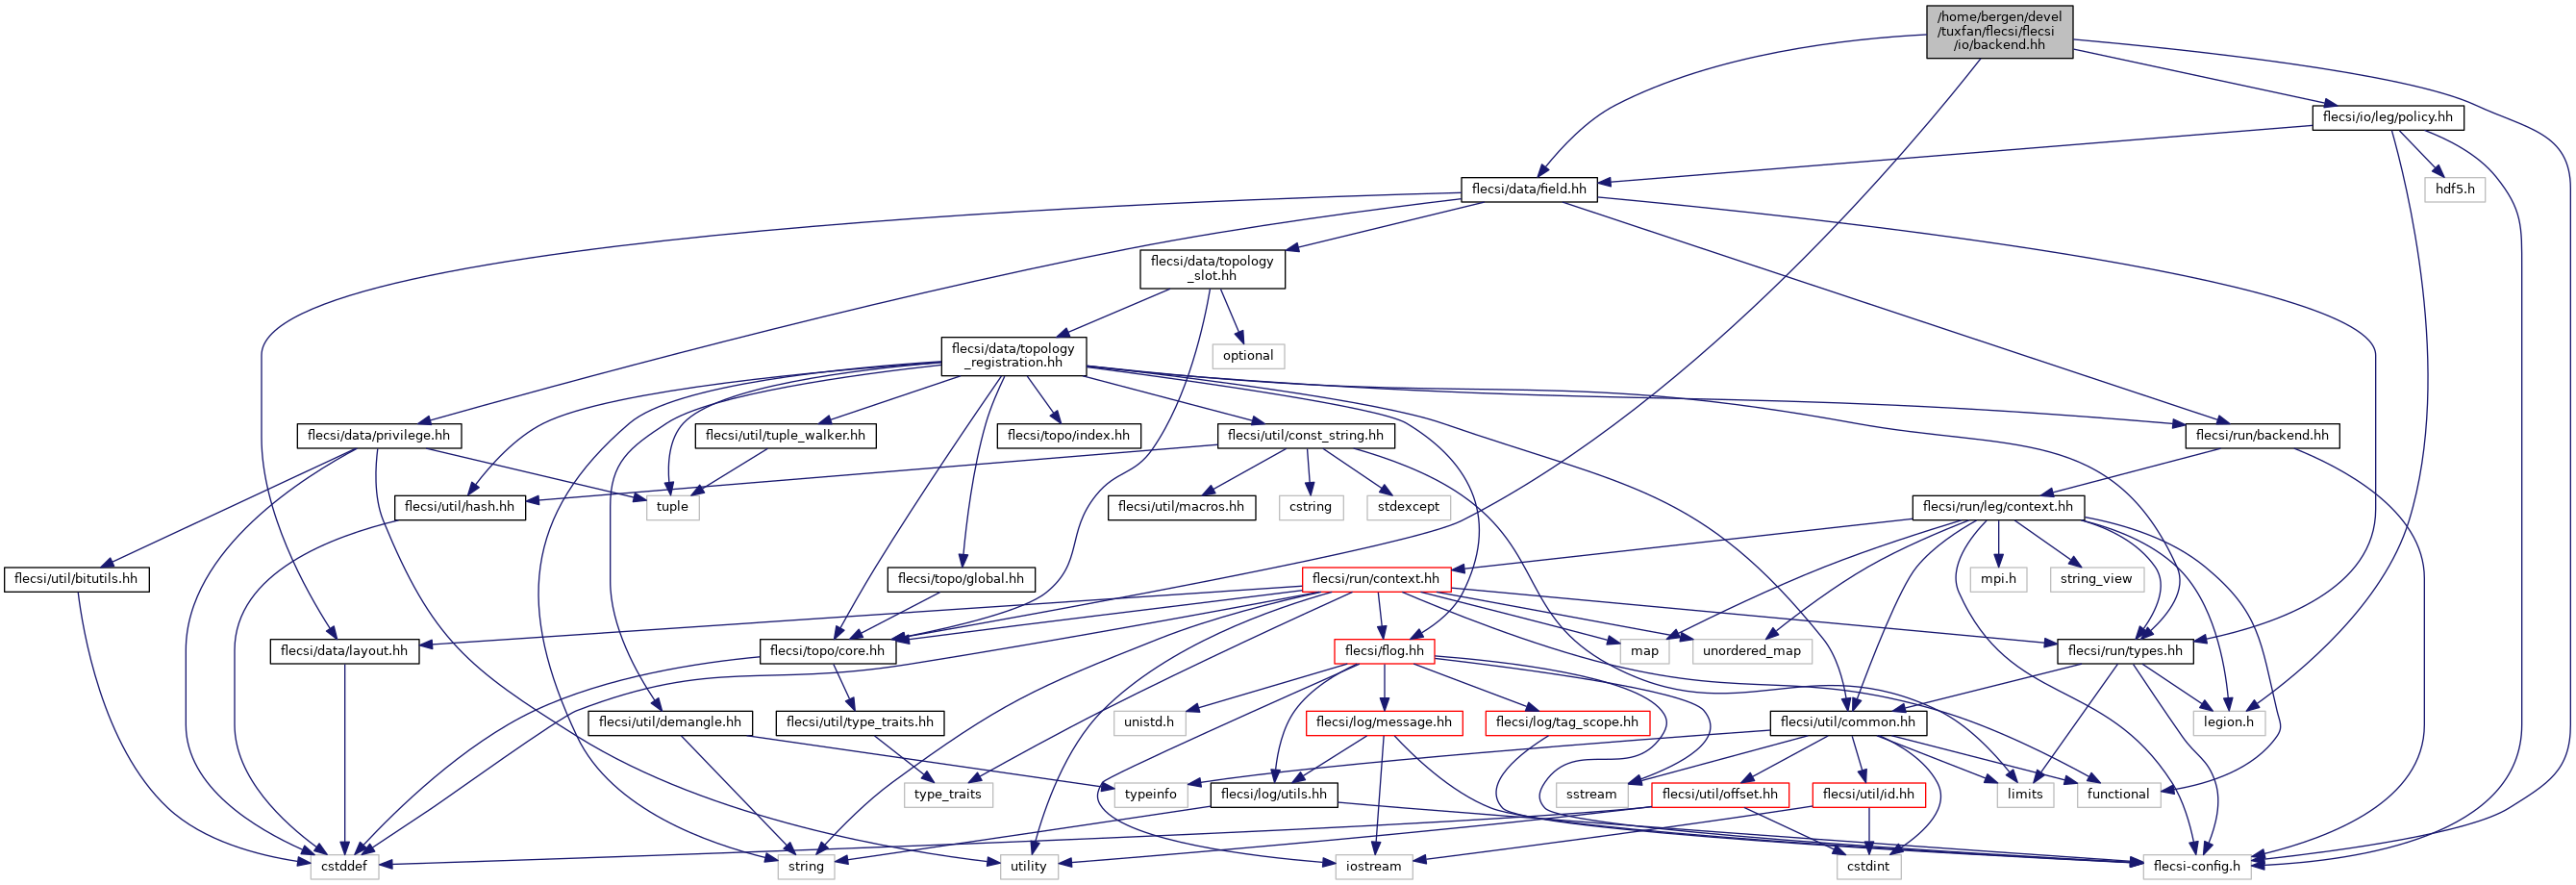 /home/bergen/devel
/tuxfan/flecsi/flecsi
/io/backend.hh
flecsi/io/leg/policy.hh
flecsi/data/field.hh
hdf5.h
flecsi/data/topology
_slot.hh
flecsi/data/topology
_registration.hh
optional
flecsi/data/privilege.hh
flecsi/util/tuple_walker.hh
flecsi/topo/index.hh
flecsi/util/const_string.hh
flecsi/run/backend.hh
flecsi/util/hash.hh
tuple
flecsi/util/macros.hh
cstring
stdexcept
flecsi/run/leg/context.hh
flecsi/util/bitutils.hh
flecsi/topo/global.hh
flecsi/run/context.hh
mpi.h
string_view
flecsi/data/layout.hh
flecsi/topo/core.hh
flecsi/flog.hh
map
unordered_map
flecsi/run/types.hh
flecsi/util/demangle.hh
flecsi/util/type_traits.hh
unistd.h
flecsi/log/message.hh
flecsi/log/tag_scope.hh
flecsi/util/common.hh
legion.h
type_traits
typeinfo
flecsi/log/utils.hh
sstream
flecsi/util/offset.hh
flecsi/util/id.hh
limits
functional
cstddef
string
utility
iostream
cstdint
flecsi-config.h